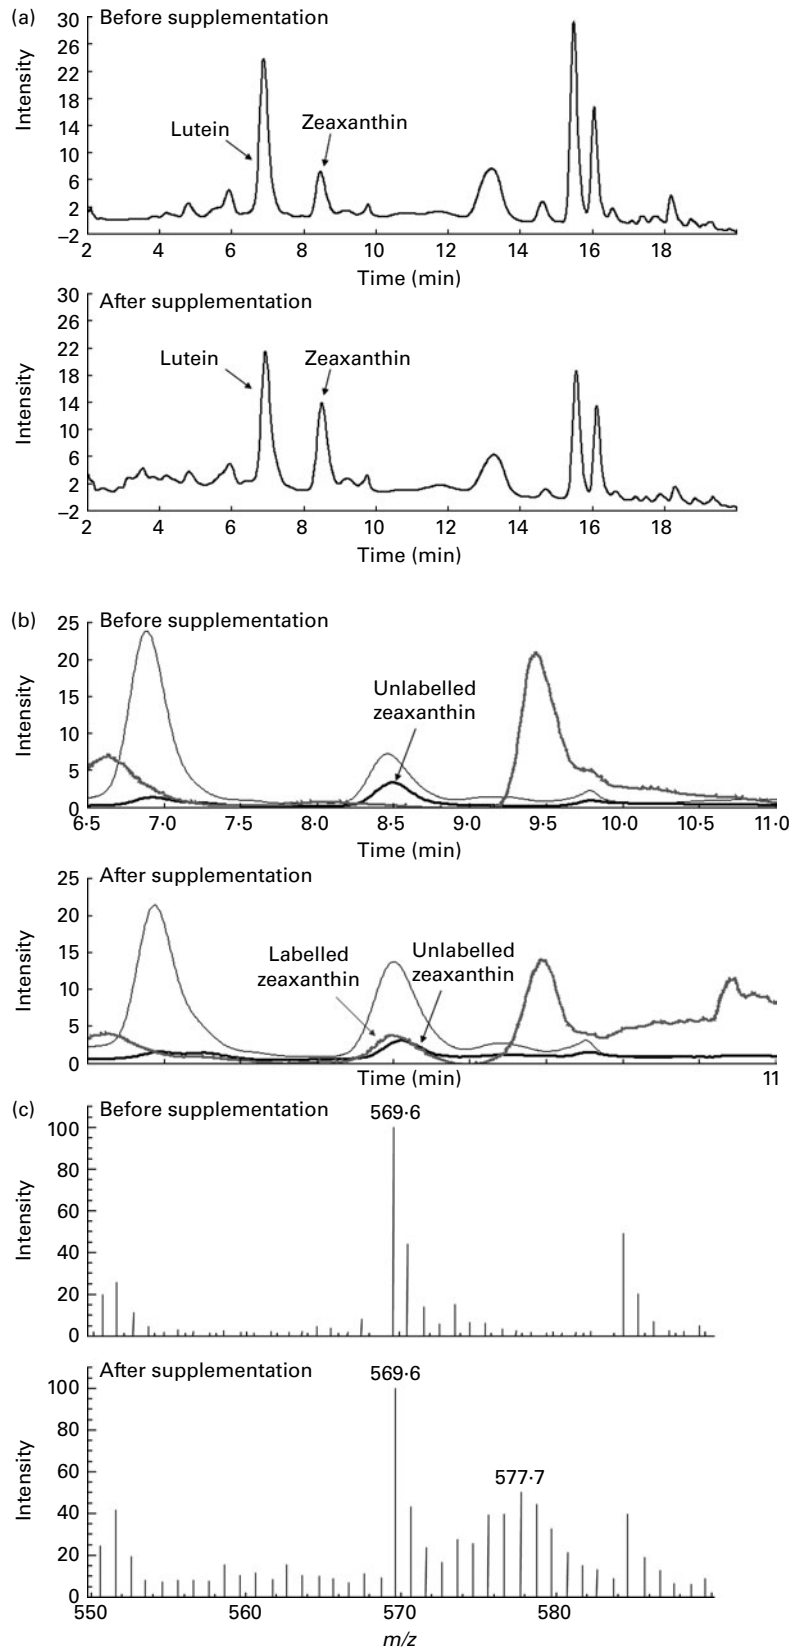 (a)
Before supplementation
Intensity
30
26
22
18
14
10
6
2
−2
Lutein
Zeaxanthin
2 4 6 8 10 12 14 16 18
Time (min)
After supplementation
Intensity
30
26
22
18
14
10
6
2
−2
Lutein
Zeaxanthin
2 4 6 8 10 12 14 16 18
Time (min)
(b)
Before supplementation
Intensity
25
20
15
10
5
0
Unlabelled
zeaxanthin
6·5 7·0 7·5 8·0 8·5 9·0 9·5 10·0 10·5 11·0
Time (min)
After supplementation
Intensity
25
20
15
10
5
0
Labelled
zeaxanthin
Unlabelled
zeaxanthin
Time (min)
11
(c)
Before supplementation
569·6
Intensity
100
80
60
40
20
0
After supplementation
569·6
577·7
Intensity
100
80
60
40
20
0
550 560 570 580
m/z